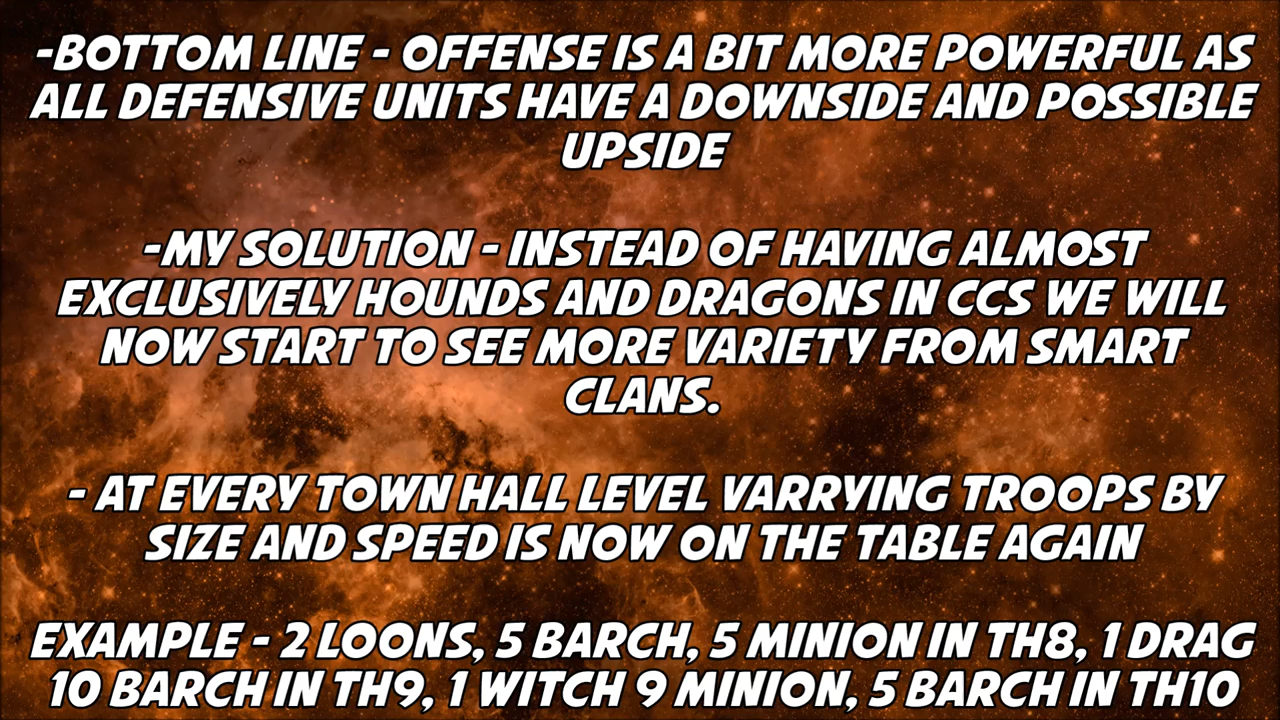 -BOTTOM LINE - OFFENSE IS A BIT MORE POWERFUL AS
ALL DEFENSIVE UNITS HAVE A DOWNSIDE AND POSSIBLE
UPSIDE
-MY SOLUTION - INSTEAD OF HAVING ALMOST
EXCLUSIVELY HOUNDS AND DRAGONS IN CCS WE WILL
NOW START TO SEE MORE VARIETY FROM SMART
CLANS.
- AT EVERY TOWN HALL LEVEL VARRYING TROOPS BY
SIZE AND SPEED IS NOW ON THE TABLE AGAIN
EXAMPLE - 2 LOONS, 5 BARCH, 5 MINION IN TH8, 1 DRAG
10 BARCH IN TH9, 1 WITCH 9 MINION, 5 BARCH IN TH10